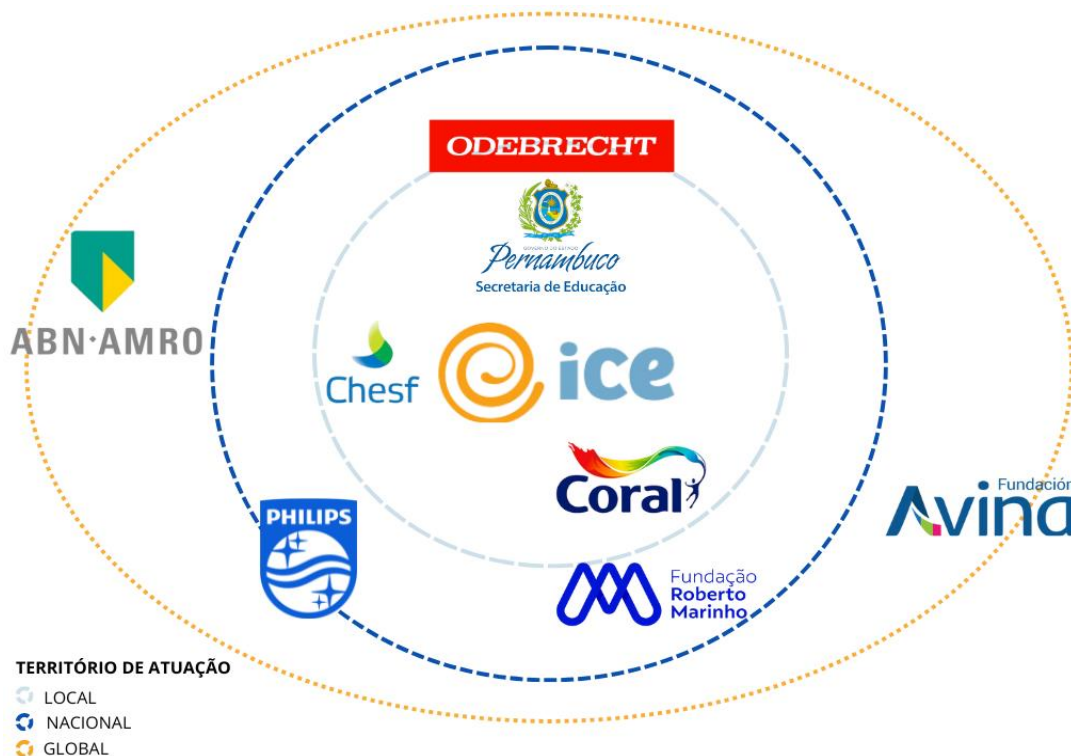 ODEBRECHT
GOVERNO DO ESTADO
Pernambuco
Secretaria de Educação
ABN·AMRO
Chesf
ice
Coral
PHILIPS
Fundación
Avina
Fundação
Roberto
Marinho
TERRITÓRIO DE ATUAÇÃO
LOCAL
NACIONAL
GLOBAL